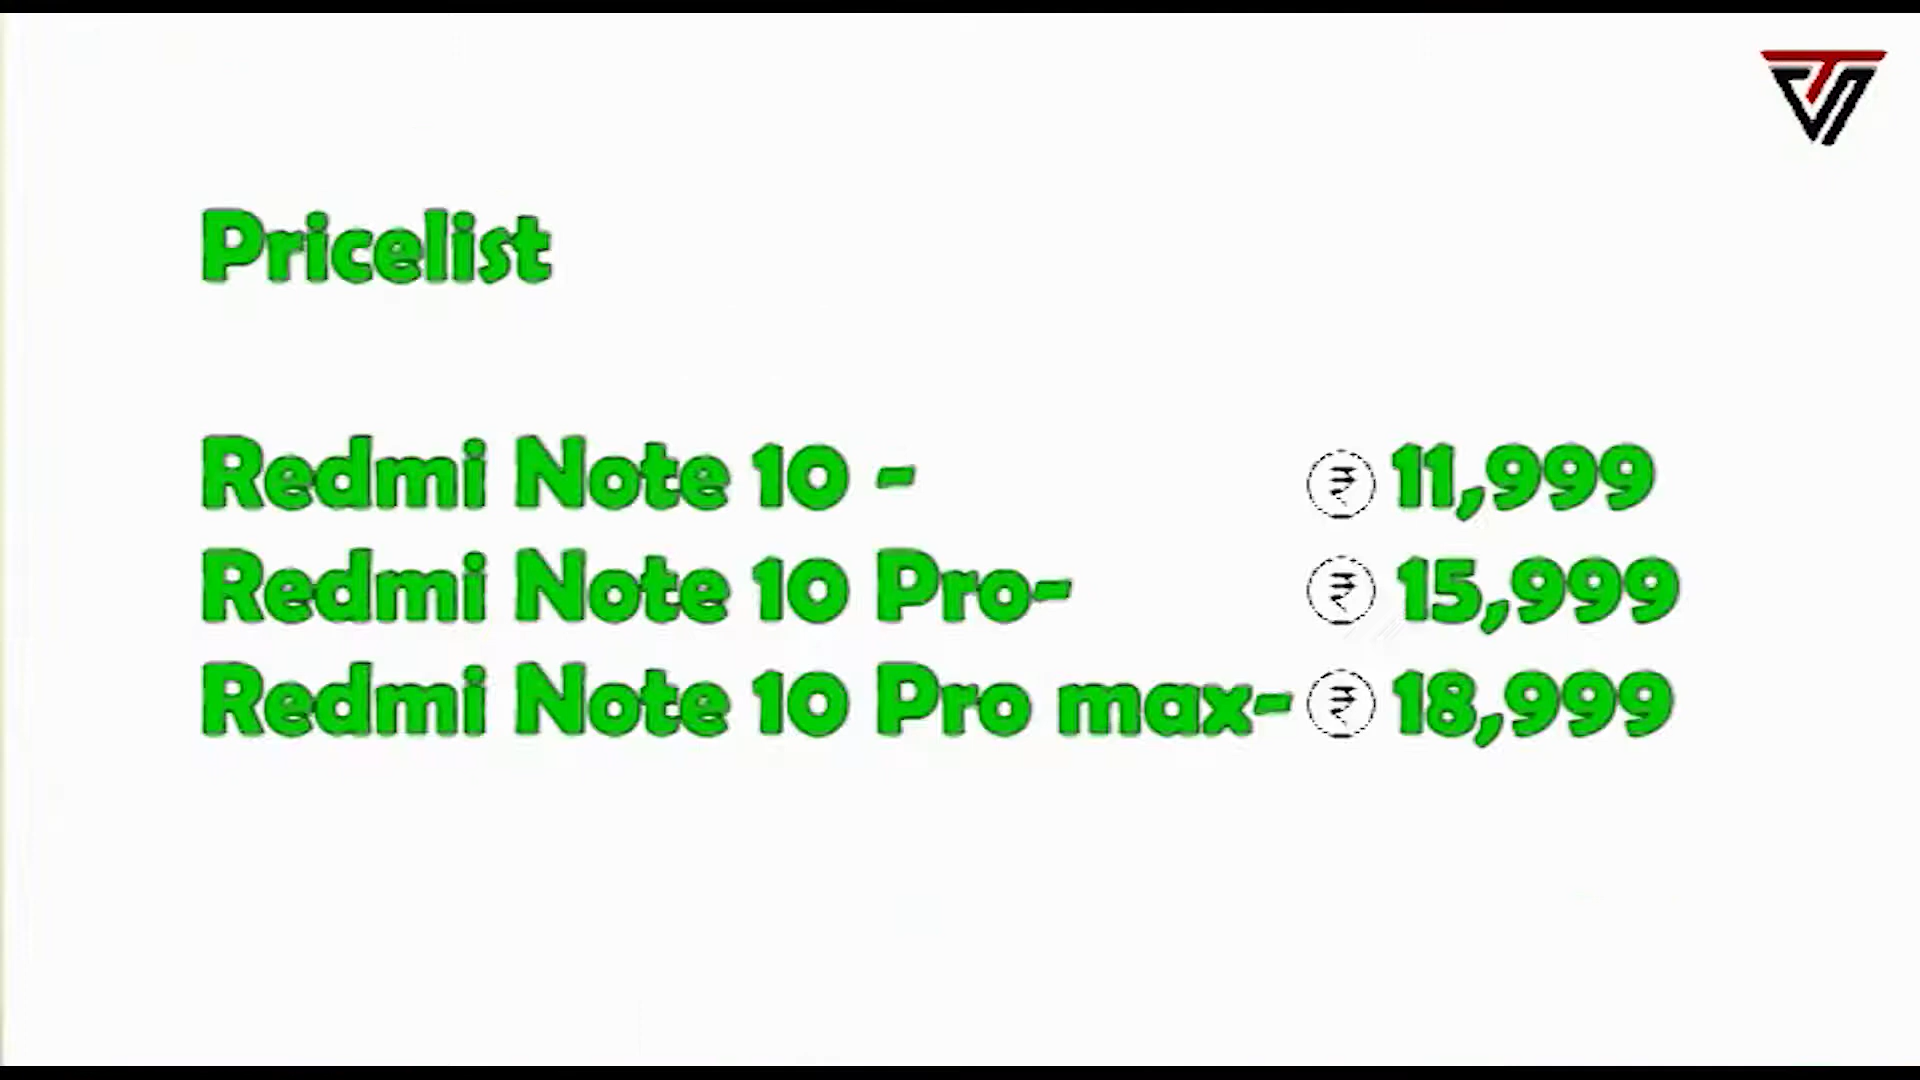 Pricelist
Redmi Note 10 - ₹ 11,999
Redmi Note 10 Pro- ₹ 15,999
Redmi Note 10 Pro max- ₹ 18,999